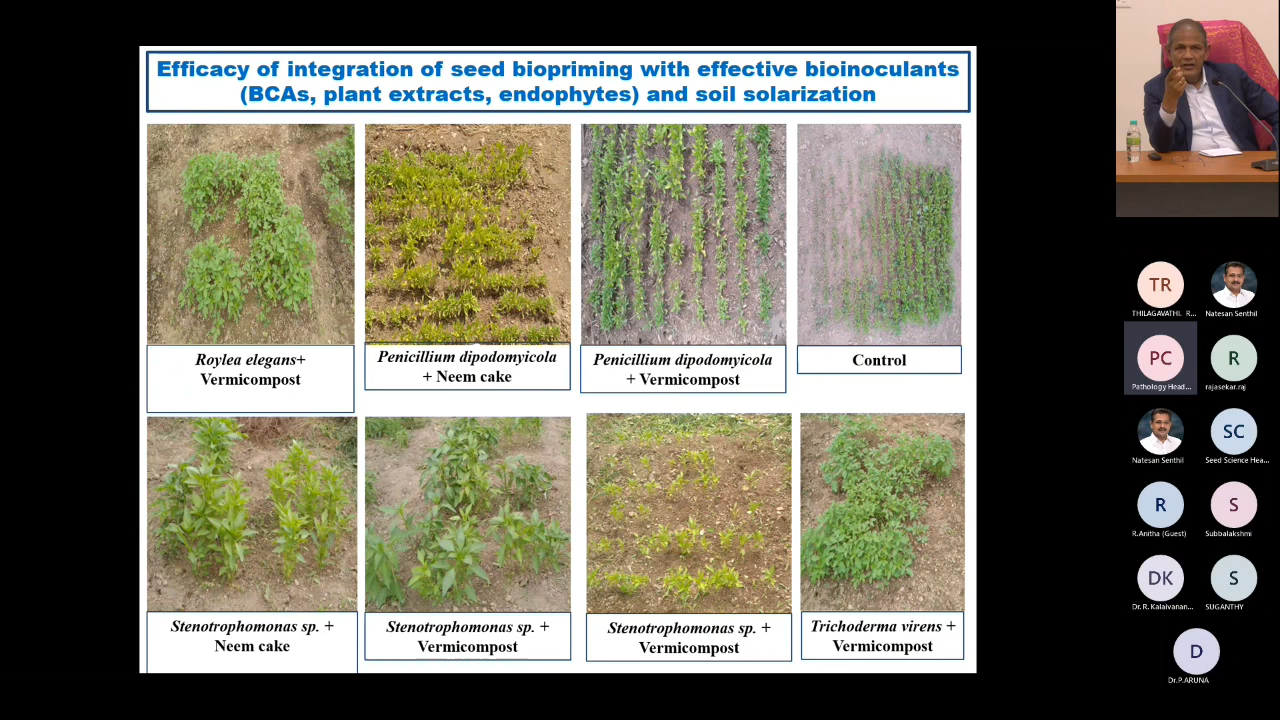 Efficacy of integration of seed biopriming with effective bioinoculants
(BCAs, plant extracts, endophytes) and soil solarization
Roylea elegans+
Vermicompost
Penicillium dipodomyicola
+ Neem cake
Penicillium dipodomyicola
+ Vermicompost
Control
Stenotrophomonas sp. +
Neem cake
Stenotrophomonas sp. +
Vermicompost
Stenotrophomonas sp. +
Vermicompost
Trichoderma virens +
Vermicompost
TR
THILAGAVATHI. R...
Natesan Senthil
PC
Pathology Head...
R
rajasekar.raj
Natesan Senthil
SC
Seed Science Hea...
R
R.Anitha (Guest)
S
Subbalakshmi
DK
Dr. R. Kalaivanan...
S
SUGANTHY
D
Dr.P.ARUNA